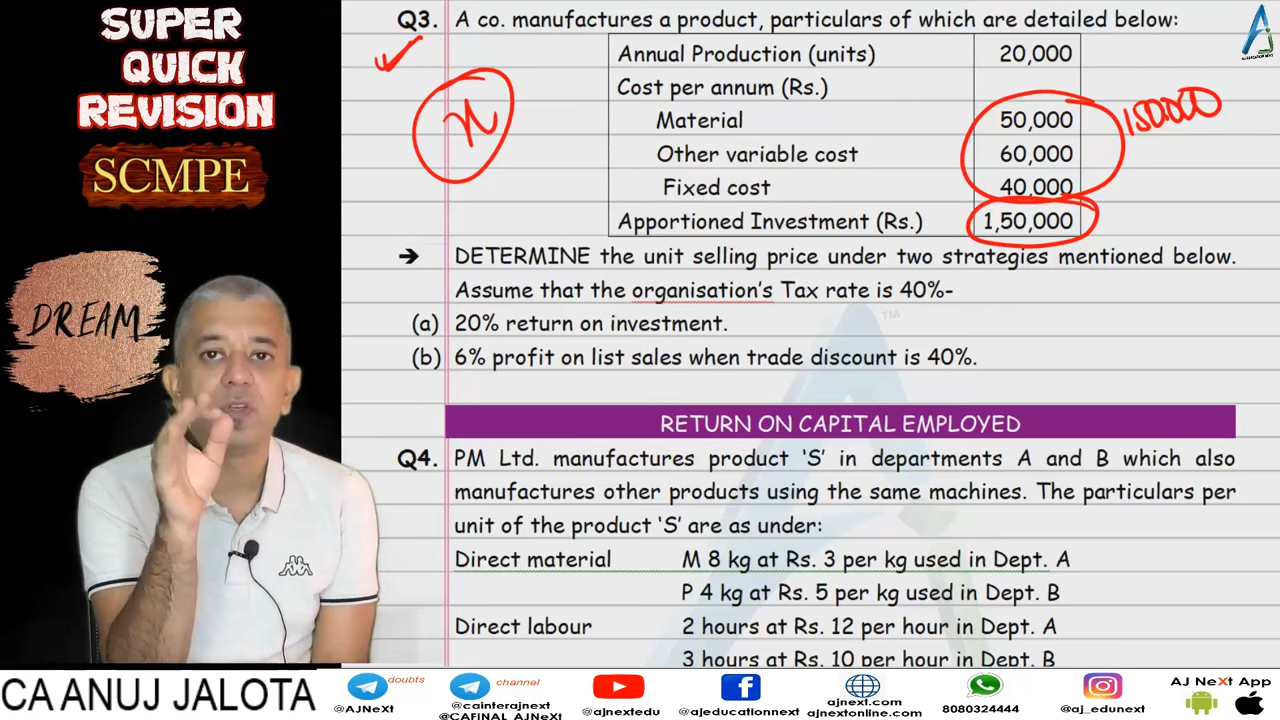 SUPER
QUICK
REVISION
SCMPE
DREAM
Q3. A co. manufactures a product, particulars of which are detailed below:
Annual Production (units) 20,000
Cost per annum (Rs.)
Material 50,000
Other variable cost 60,000
Fixed cost 40,000
Apportioned Investment (Rs.) 1,50,000
x
150000
→ DETERMINE the unit selling price under two strategies mentioned below.
Assume that the organisation's Tax rate is 40%-
(a) 20% return on investment.
(b) 6% profit on list sales when trade discount is 40%.
TM
RETURN ON CAPITAL EMPLOYED
Q4. PM Ltd. manufactures product 'S' in departments A and B which also
manufactures other products using the same machines. The particulars per
unit of the product 'S' are as under:
Direct material M 8 kg at Rs. 3 per kg used in Dept. A
P 4 kg at Rs. 5 per kg used in Dept. B
Direct labour 2 hours at Rs. 12 per hour in Dept. A
3 hours at Rs. 10 per hour in Dept. B
Kappa
CA ANUJ JALOTA
doubts
@AJNeXt
channel
@cainterajnext
@CAFINAL_AJNeXt
@ajnextedu
@ajeducationnext
ajnext.com
ajnextonline.com
8080324444
@aj_edunext
AJ NeXt App